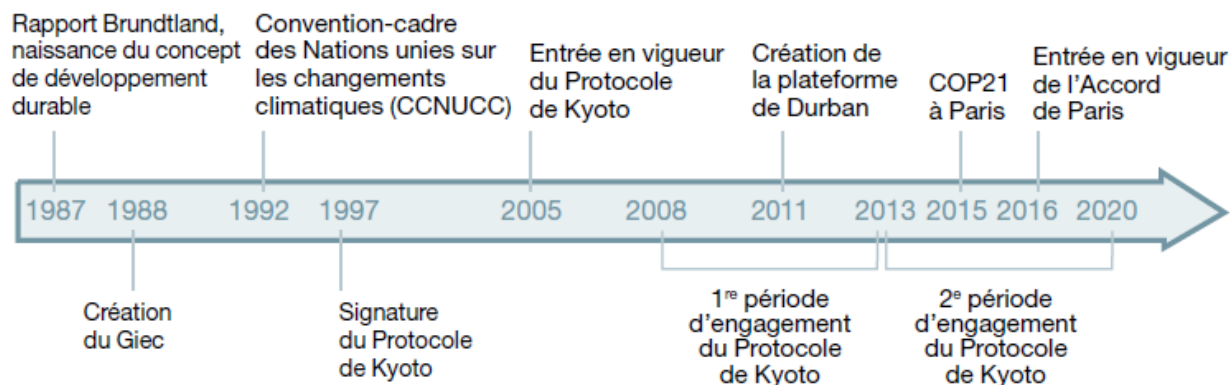 Rapport Brundtland,
naissance du concept
de développement
durable
Convention-cadre
des Nations unies sur
les changements
climatiques (CCNUCC)
Entrée en vigueur
du Protocole
de Kyoto
Création de
la plateforme
de Durban
COP21
à Paris
Entrée en vigueur
de l’Accord
de Paris
1987 1988 1992 1997 2005 2008 2011 2013 2015 2016 2020
Création
du Giec
Signature
du Protocole
de Kyoto
1re période
d’engagement
du Protocole
de Kyoto
2e période
d’engagement
du Protocole
de Kyoto